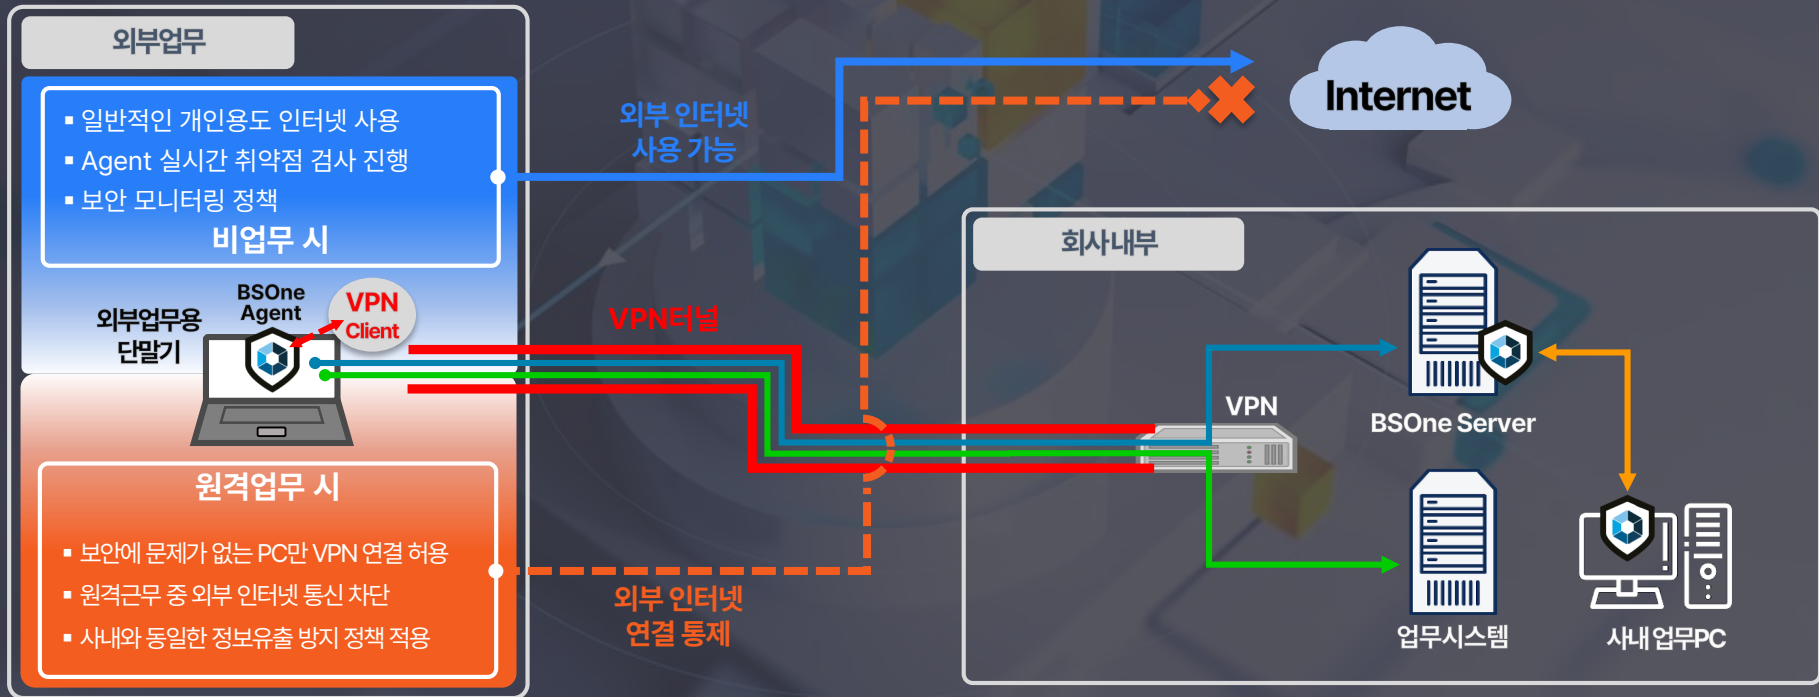 외부업무
▪ 일반적인 개인용도 인터넷 사용
▪ Agent 실시간 취약점 검사 진행
▪ 보안 모니터링 정책
비업무 시
외부업무용
단말기
BSOne
Agent
VPN
Client
원격업무 시
▪ 보안에 문제가 없는 PC만 VPN 연결 허용
▪ 원격근무 중 외부 인터넷 통신 차단
▪ 사내와 동일한 정보유출 방지 정책 적용
외부 인터넷
사용 가능
VPN터널
외부 인터넷
연결 통제
Internet
회사 내부
VPN
BSOne Server
업무시스템
사내 업무PC